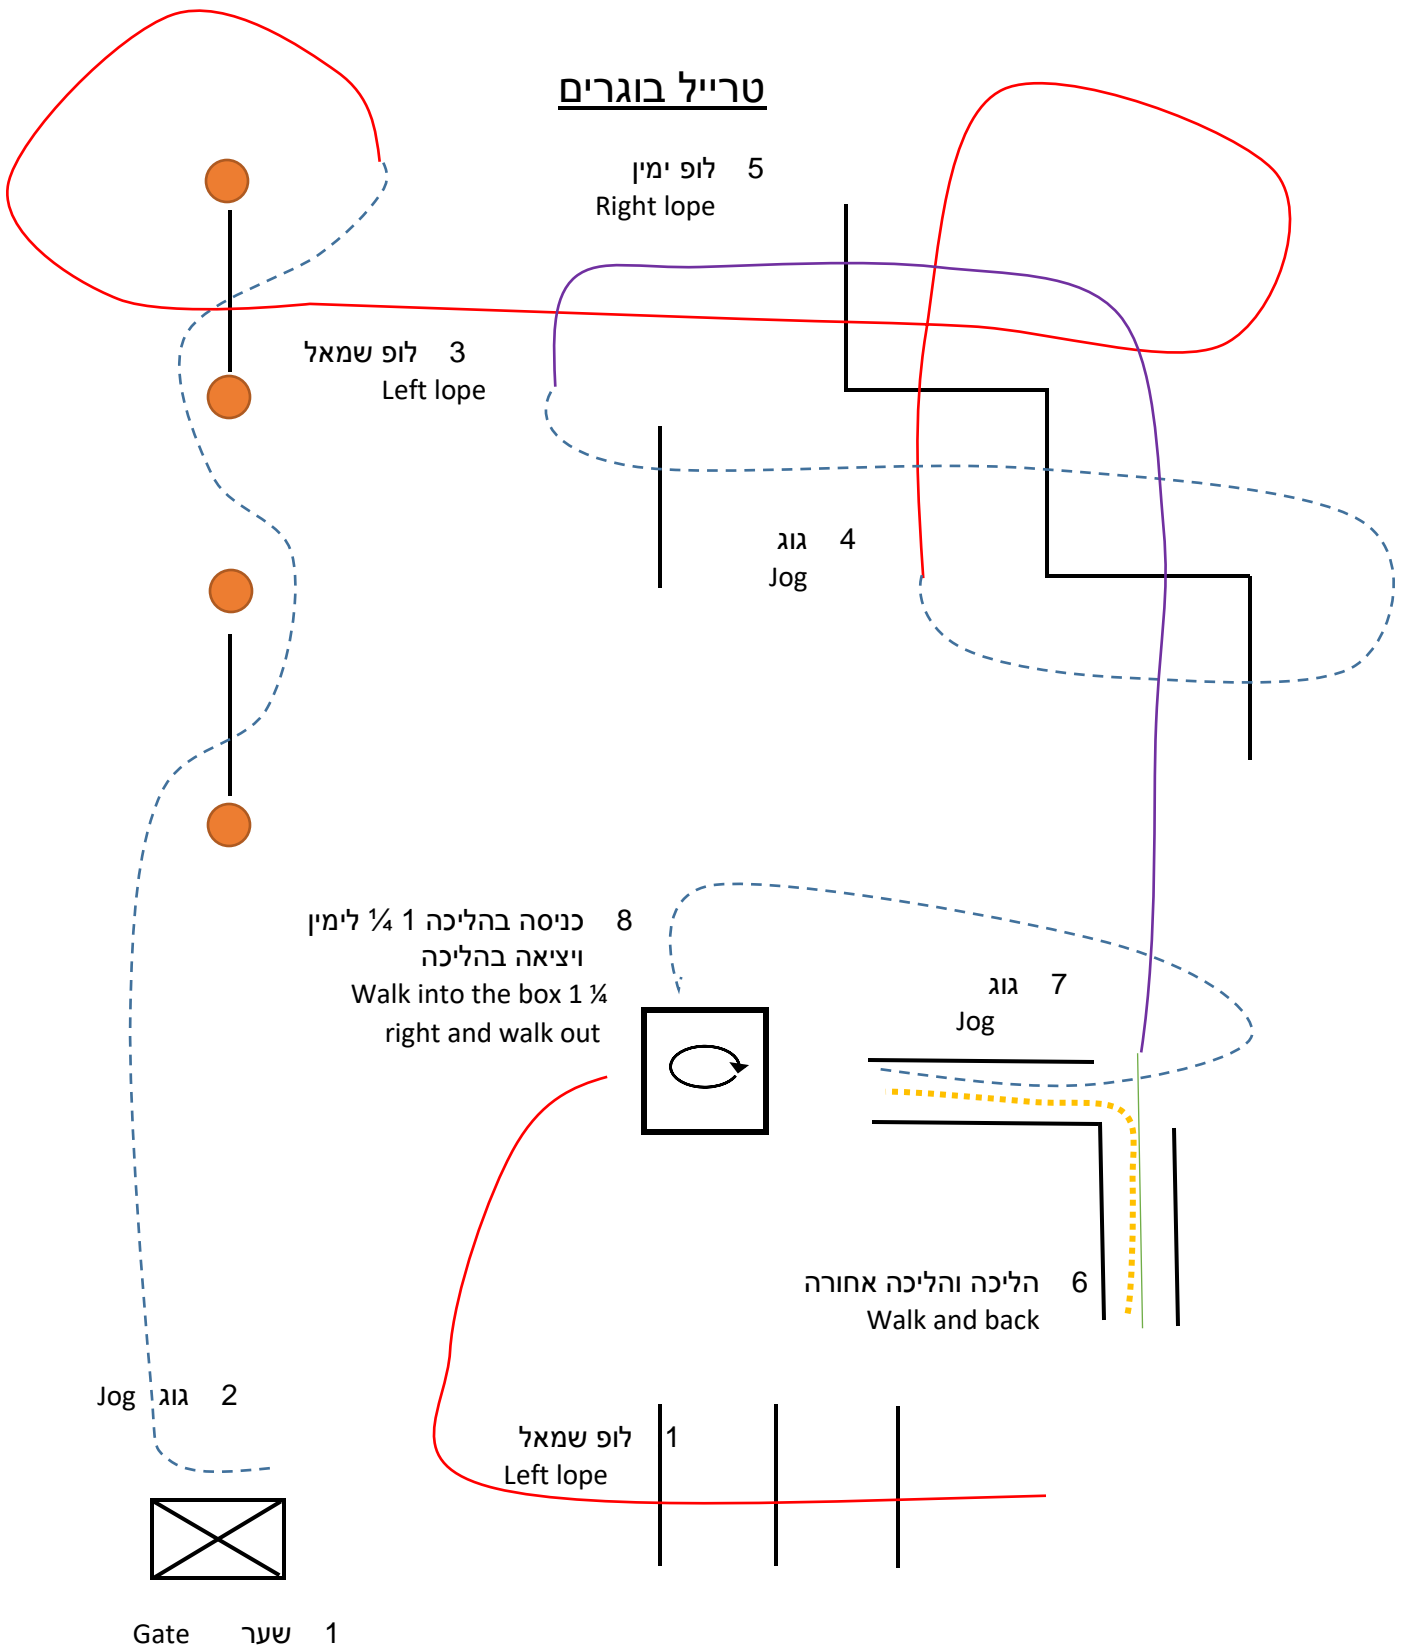 טרייל בוגרים
5 לופ ימין
Right lope
3 לופ שמאל
Left lope
4 גוג
Jog
8 כניסה בהליכה 1 ¼ לימין
ויציאה בהליכה
Walk into the box 1 ¼
right and walk out
7 גוג
Jog
6 הליכה והליכה אחורה
Walk and back
2 גוג Jog
1 לופ שמאל
Left lope
1 שער Gate